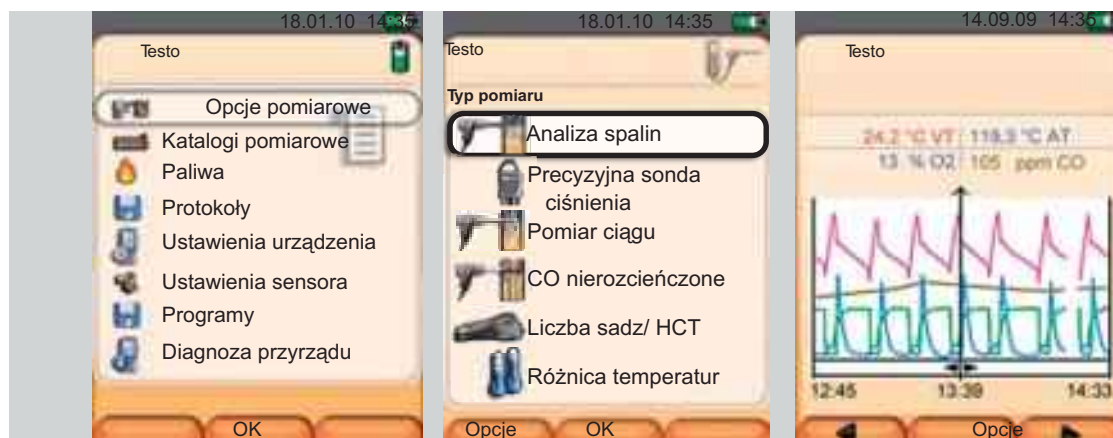 18.01.10 14:35
Testo
Opcje pomiarowe
Katalogi pomiarowe
Paliwa
Protokoły
Ustawienia urządzenia
Ustawienia sensora
Programy
Diagnoza przyrządu
OK
18.01.10 14:35
Testo
Typ pomiaru
Analiza spalin
Precyzyjna sonda
ciśnienia
Pomiar ciągu
CO nierozcieńczone
Liczba sadz/ HCT
Różnica temperatur
Opcje OK
14.09.09 14:35
Testo
24,2 °C VT 118,3 °C AT
13 % O2 105 ppm CO
12:45 13:39 14:33
Opcje